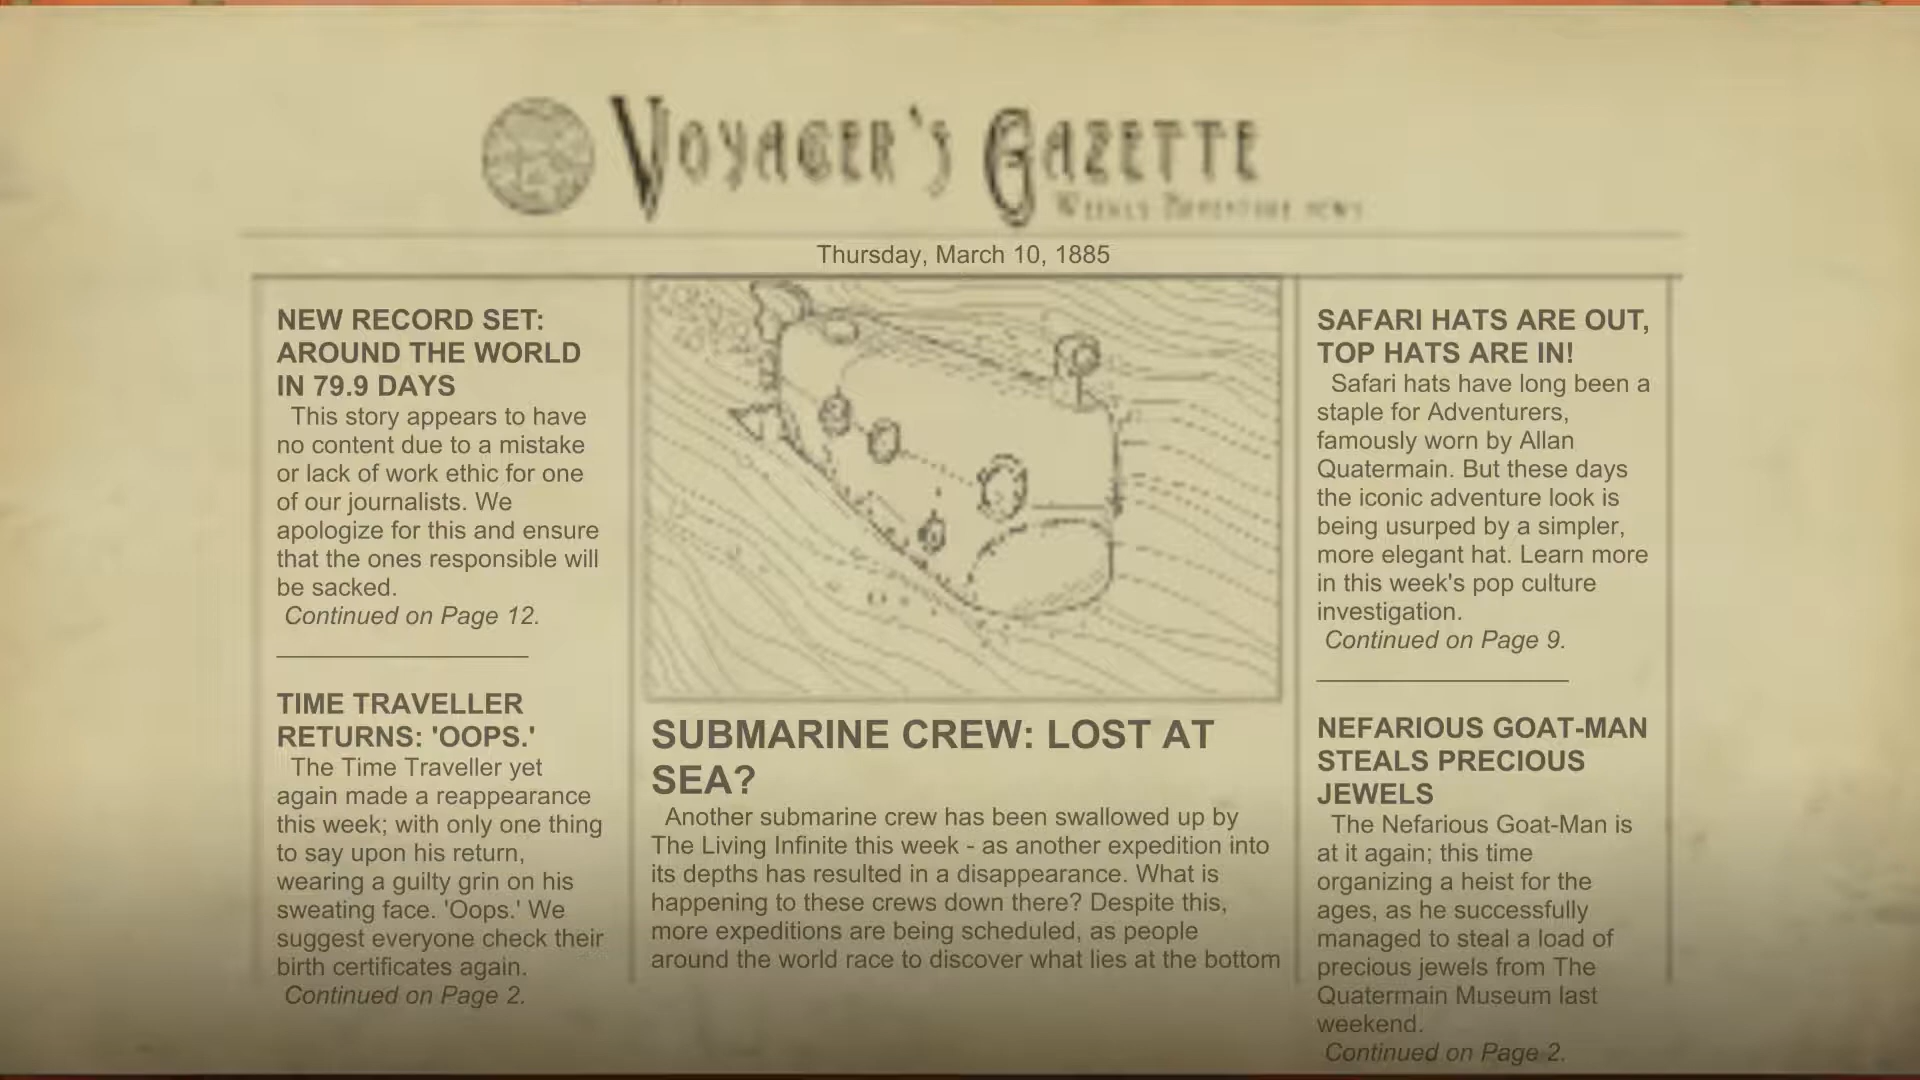 VOYAGER'S GAZETTE
WEEKLY ADVENTURE NEWS
Thursday, March 10, 1885
NEW RECORD SET:
AROUND THE WORLD
IN 79.9 DAYS
This story appears to have
no content due to a mistake
or lack of work ethic for one
of our journalists. We
apologize for this and ensure
that the ones responsible will
be sacked.
Continued on Page 12.
TIME TRAVELLER
RETURNS: 'OOPS.'
The Time Traveller yet
again made a reappearance
this week; with only one thing
to say upon his return,
wearing a guilty grin on his
sweating face. 'Oops.' We
suggest everyone check their
birth certificates again.
Continued on Page 2.
SUBMARINE CREW: LOST AT
SEA?
Another submarine crew has been swallowed up by
The Living Infinite this week - as another expedition into
its depths has resulted in a disappearance. What is
happening to these crews down there? Despite this,
more expeditions are being scheduled, as people
around the world race to discover what lies at the bottom
SAFARI HATS ARE OUT,
TOP HATS ARE IN!
Safari hats have long been a
staple for Adventurers,
famously worn by Allan
Quatermain. But these days
the iconic adventure look is
being usurped by a simpler,
more elegant hat. Learn more
in this week's pop culture
investigation.
Continued on Page 9.
NEFARIOUS GOAT-MAN
STEALS PRECIOUS
JEWELS
The Nefarious Goat-Man is
at it again; this time
organizing a heist for the
ages, as he successfully
managed to steal a load of
precious jewels from The
Quatermain Museum last
weekend.
Continued on Page 2.